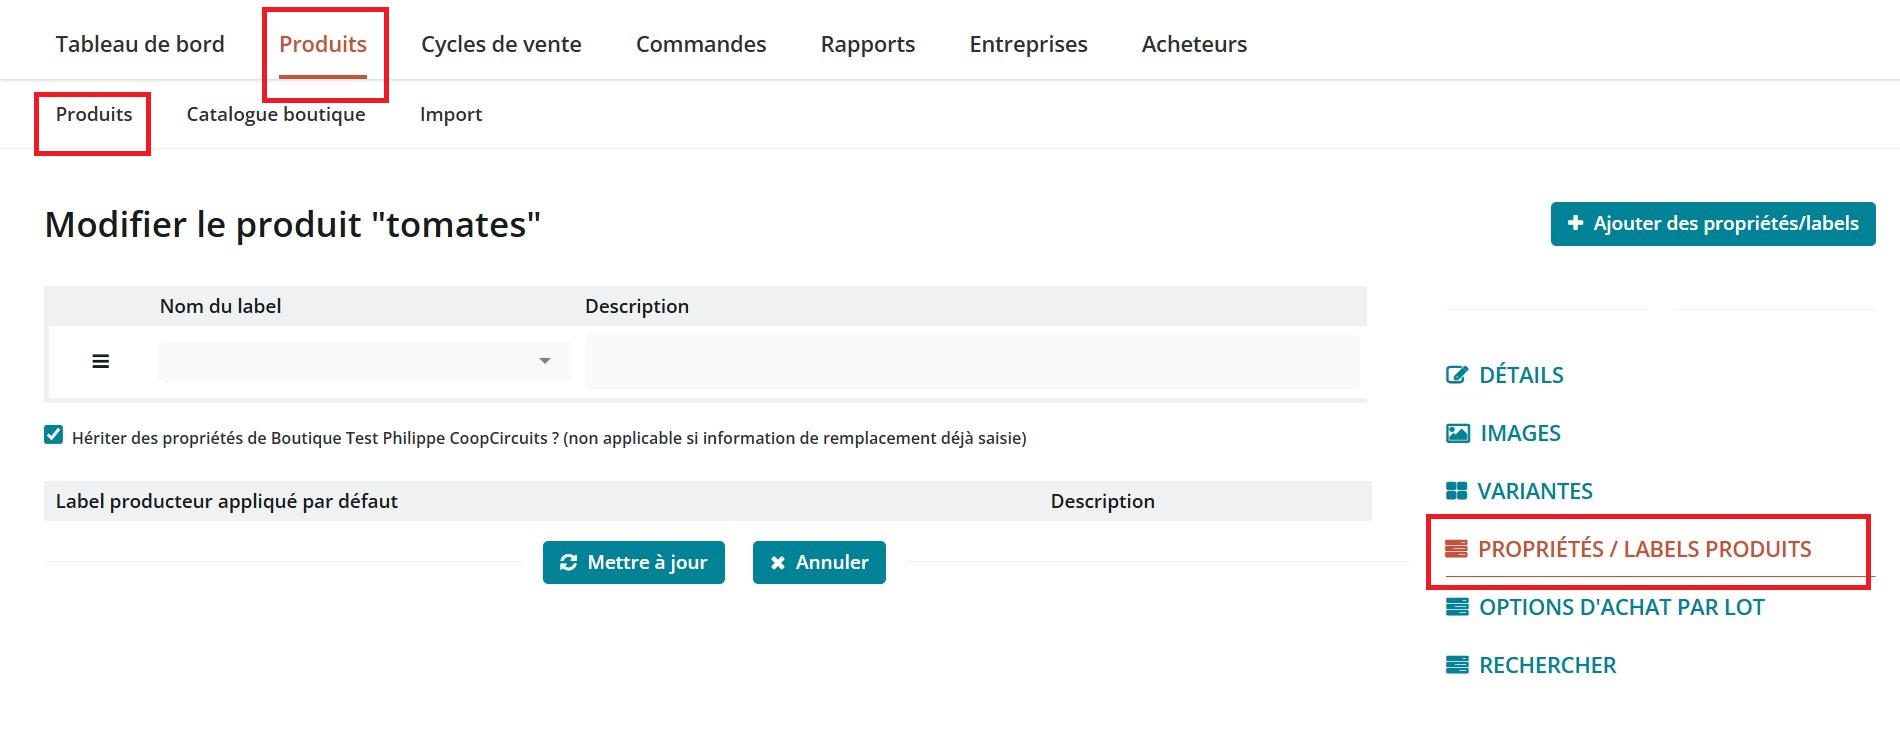 Tableau de bord Produits Cycles de vente Commandes Rapports Entreprises Acheteurs
Produits Catalogue boutique Import
Modifier le produit "tomates"
Ajouter des propriétés/labels
Nom du label Description
Hériter des propriétés de Boutique Test Philippe CoopCircuits ? (non applicable si information de remplacement déjà saisie)
Label producteur appliqué par défaut Description
Mettre à jour Annuler
DÉTAILS
IMAGES
VARIANTES
PROPRIÉTÉS / LABELS PRODUITS
OPTIONS D'ACHAT PAR LOT
RECHERCHER